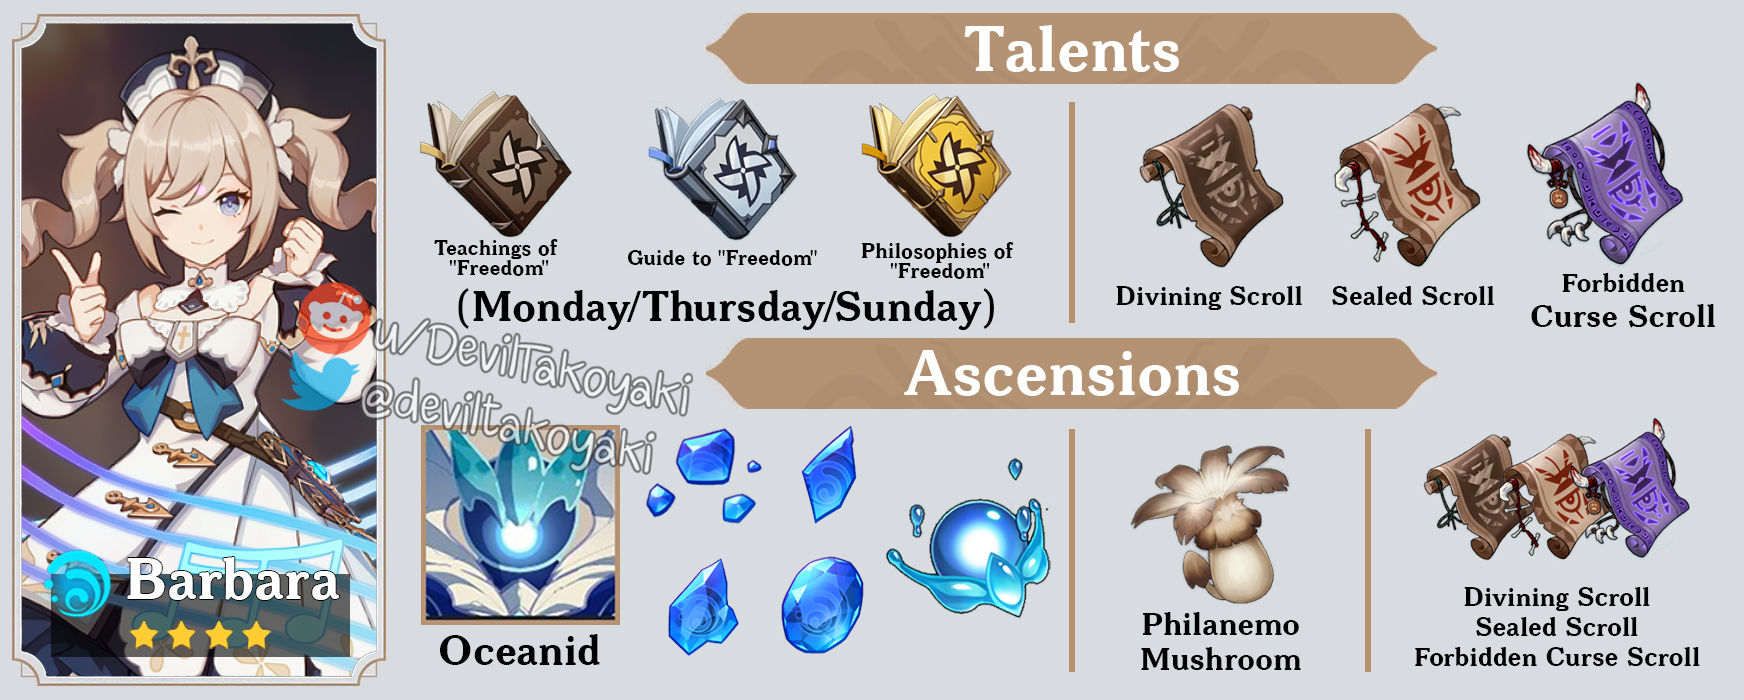 Talents
Teachings of
"Freedom"
Guide to "Freedom"
Philosophies of
"Freedom"
(Monday/Thursday/Sunday)
Divining Scroll
Sealed Scroll
Forbidden
Curse Scroll
u/DevilTakoyaki
@deviltakoyaki
Ascensions
Barbara
Oceanid
Philanemo
Mushroom
Divining Scroll
Sealed Scroll
Forbidden Curse Scroll